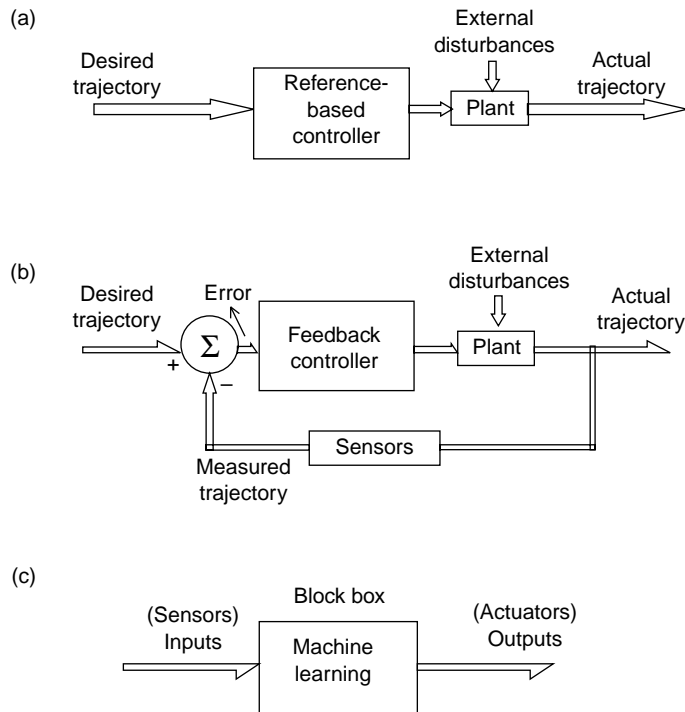 (a)
External
disturbances
Desired
trajectory
Reference-
based
controller
Plant
Actual
trajectory
(b)
External
disturbances
Desired
trajectory
Error
+
Σ
−
Feedback
controller
Plant
Actual
trajectory
Sensors
Measured
trajectory
(c)
Block box
(Sensors)
Inputs
Machine
learning
(Actuators)
Outputs